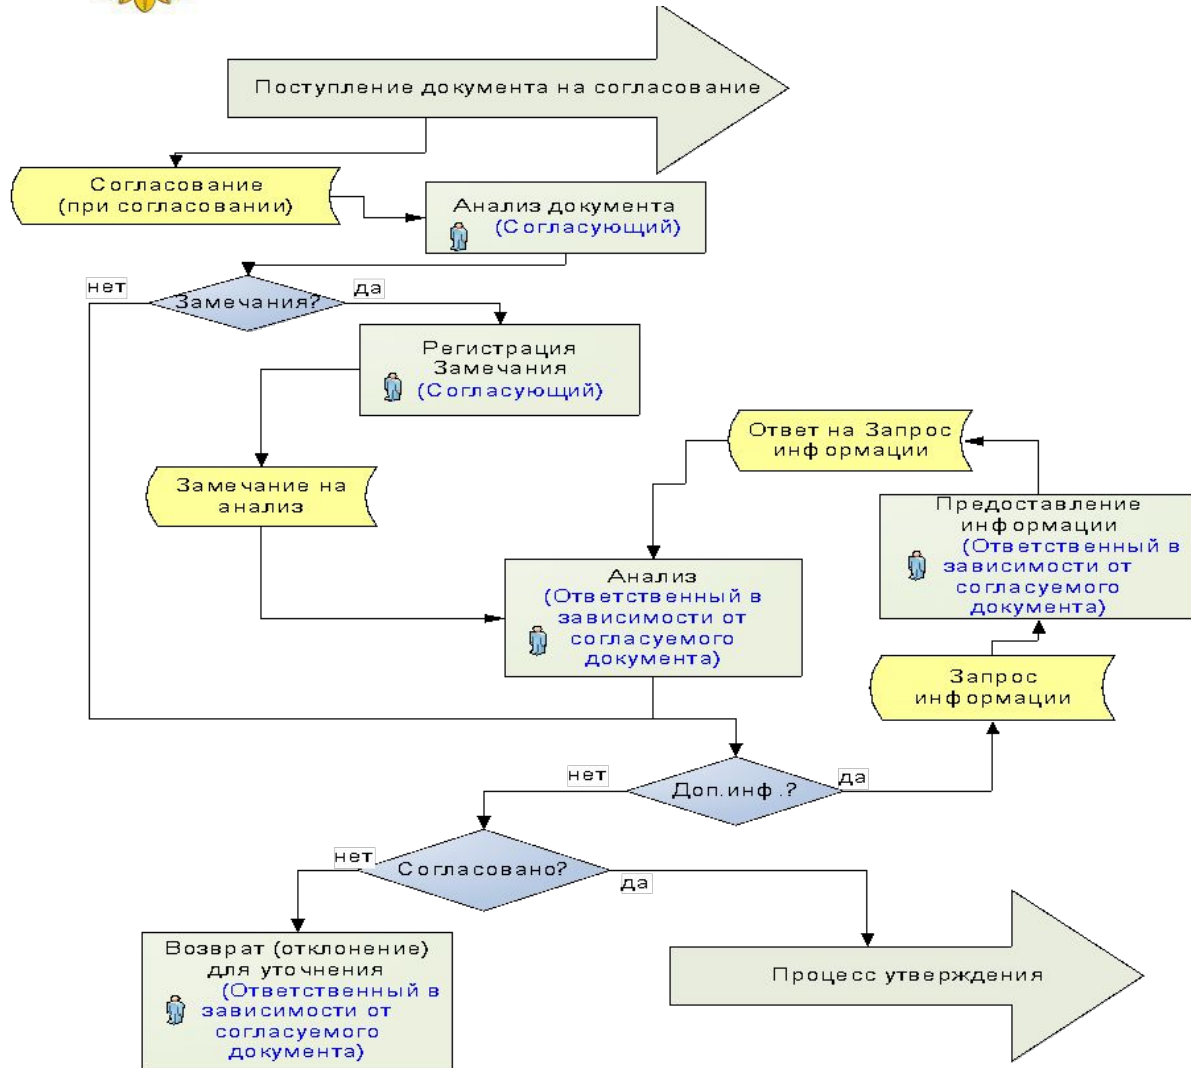 Поступление документа на согласование
Согласование
(при согласовании)
Анализ документа
(Согласующий)
нет
Замечания?
да
Регистрация
Замечания
(Согласующий)
Ответ на Запрос
информации
Замечание на
анализ
Предоставление
информации
(Ответственный в
зависимости от
согласуемого
документа)
Анализ
(Ответственный в
зависимости от
согласуемого
документа)
Запрос
информации
нет
Доп.инф.?
да
нет
Согласовано?
да
Возврат (отклонение)
для уточнения
(Ответственный в
зависимости от
согласуемого
документа)
Процесс утверждения